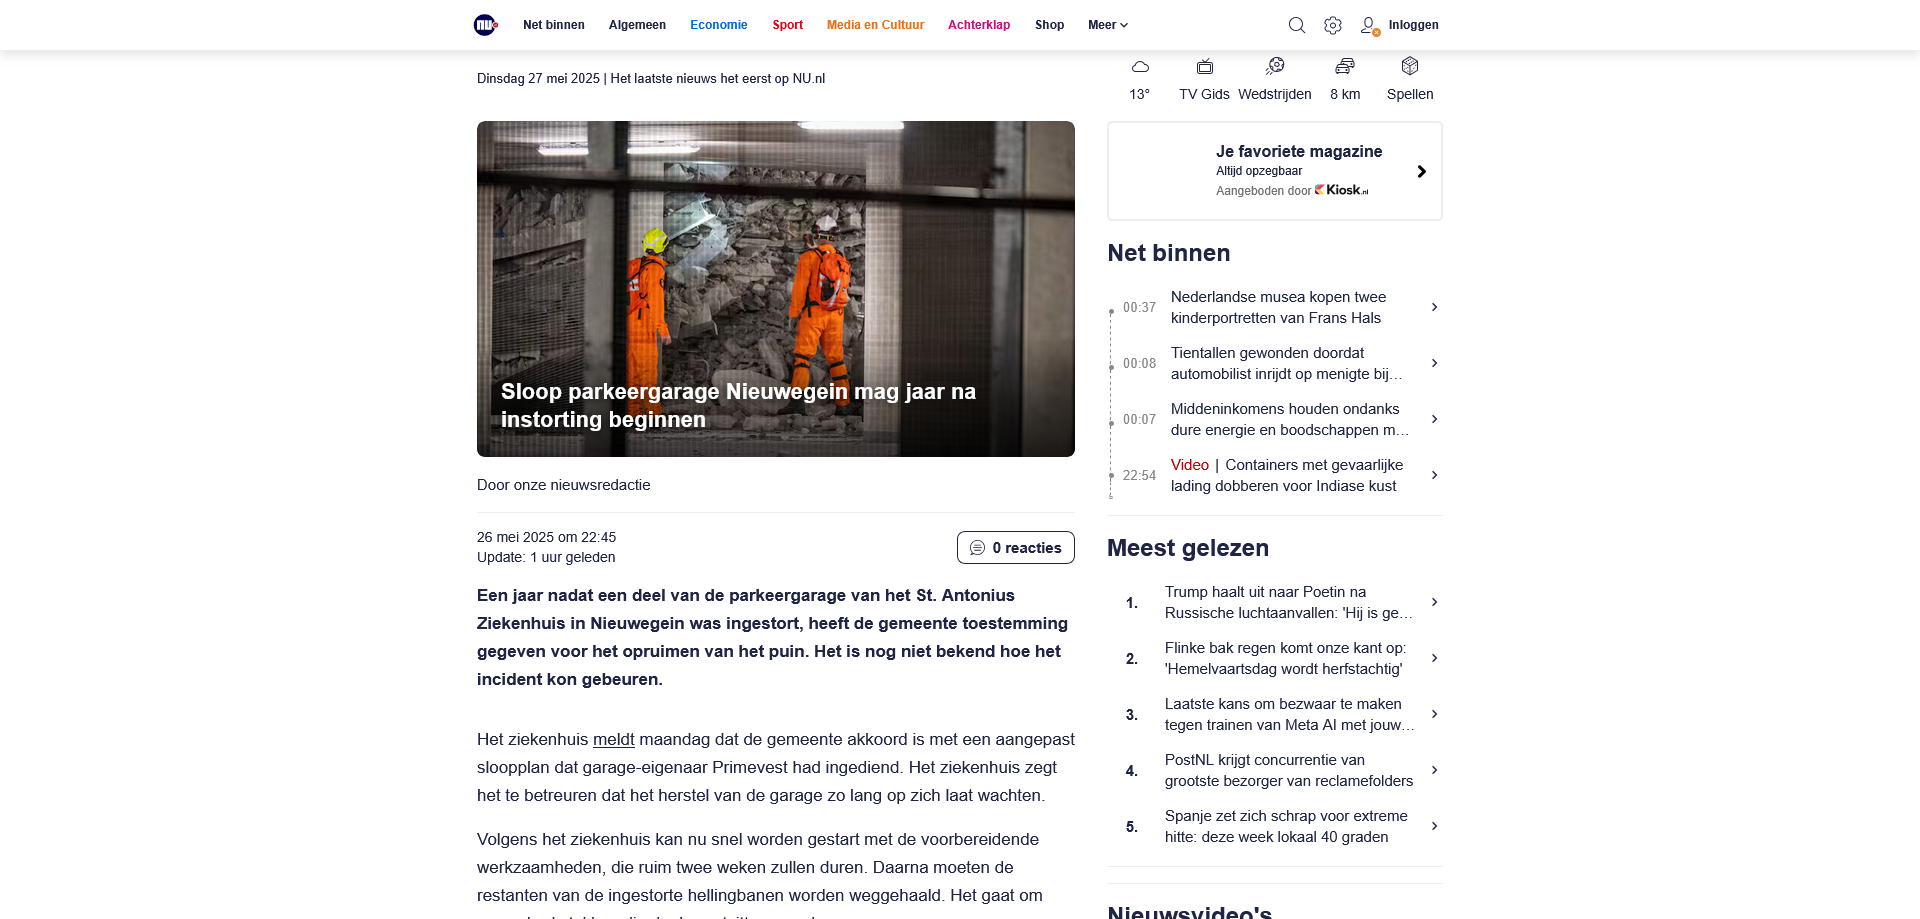 NU
Net binnen
Algemeen
Economie
Sport
Media en Cultuur
Achterklap
Shop
Meer
Inloggen
Dinsdag 27 mei 2025 | Het laatste nieuws het eerst op NU.nl
13°
TV Gids
Wedstrijden
8 km
Spellen
Sloop parkeergarage Nieuwegein mag jaar na
instorting beginnen
Door onze nieuwsredactie
26 mei 2025 om 22:45
Update: 1 uur geleden
0 reacties
Een jaar nadat een deel van de parkeergarage van het St. Antonius
Ziekenhuis in Nieuwegein was ingestort, heeft de gemeente toestemming
gegeven voor het opruimen van het puin. Het is nog niet bekend hoe het
incident kon gebeuren.
Het ziekenhuis meldt maandag dat de gemeente akkoord is met een aangepast
sloopplan dat garage-eigenaar Primevest had ingediend. Het ziekenhuis zegt
het te betreuren dat het herstel van de garage zo lang op zich laat wachten.
Volgens het ziekenhuis kan nu snel worden gestart met de voorbereidende
werkzaamheden, die ruim twee weken zullen duren. Daarna moeten de
restanten van de ingestorte hellingbanen worden weggehaald. Het gaat om
Je favoriete magazine
Altijd opzegbaar
Aangeboden door Kiosk.nl
Net binnen
00:37
Nederlandse musea kopen twee
kinderportretten van Frans Hals
00:08
Tientallen gewonden doordat
automobilist inrijdt op menigte bij...
00:07
Middeninkomens houden ondanks
dure energie en boodschappen m...
22:54
Video | Containers met gevaarlijke
lading dobberen voor Indiase kust
Meest gelezen
1.
Trump haalt uit naar Poetin na
Russische luchtaanvallen: 'Hij is ge...
2.
Flinke bak regen komt onze kant op:
'Hemelvaartsdag wordt herfstachtig'
3.
Laatste kans om bezwaar te maken
tegen trainen van Meta AI met jouw...
4.
PostNL krijgt concurrentie van
grootste bezorger van reclamefolders
5.
Spanje zet zich schrap voor extreme
hitte: deze week lokaal 40 graden
Nieuwsvideo's